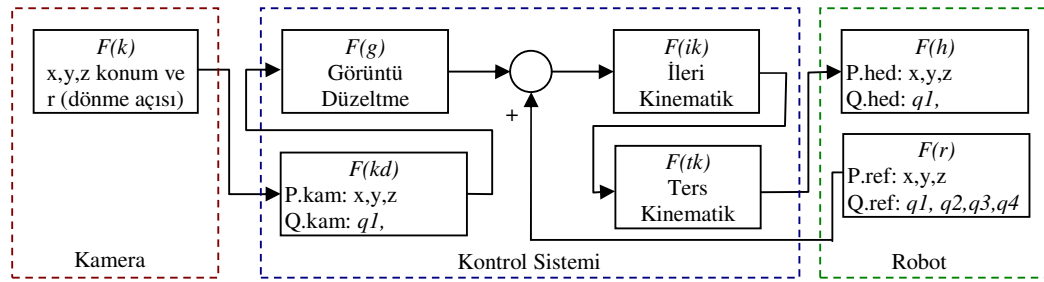 F(k)
x,y,z konum ve
r (dönme açısı)
Kamera
F(g)
Görüntü
Düzeltme
F(kd)
P.kam: x,y,z
Q.kam: q1,
+
F(ik)
İleri
Kinematik
F(tk)
Ters
Kinematik
Kontrol Sistemi
F(h)
P.hed: x,y,z
Q.hed: q1,
F(r)
P.ref: x,y,z
Q.ref: q1, q2,q3,q4
Robot